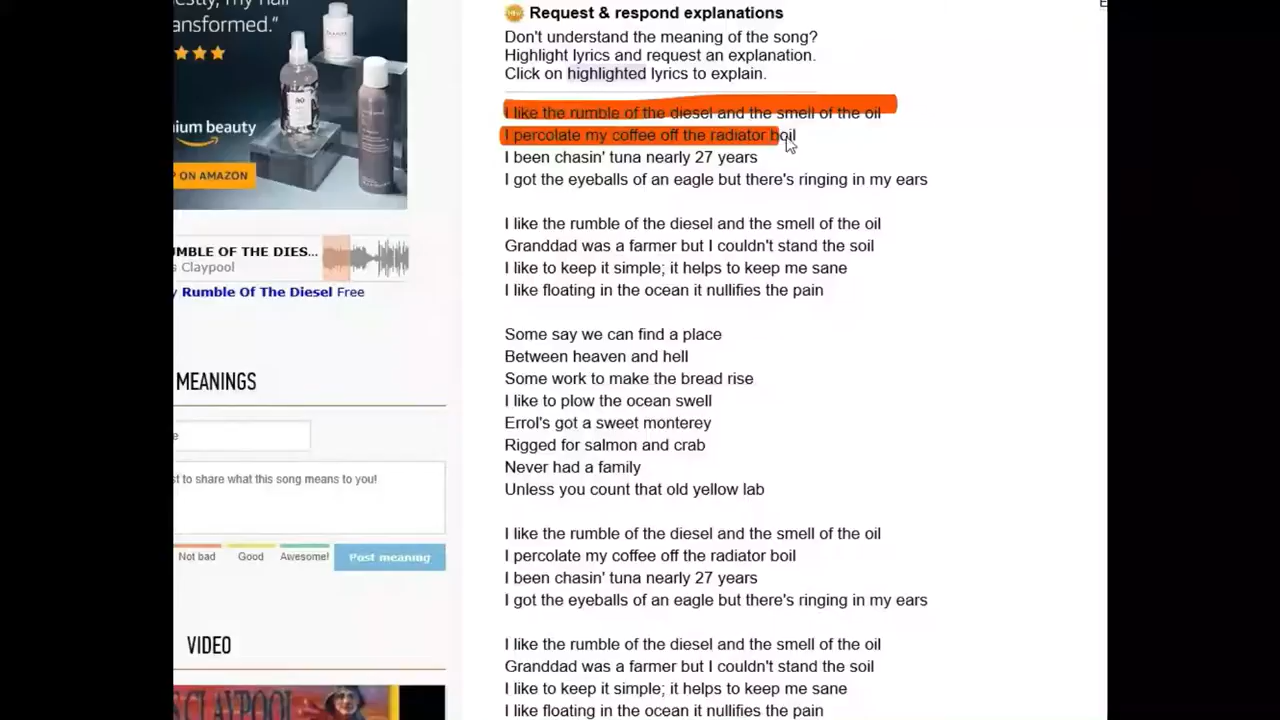 my hair
ansformed.”
nium beauty
P ON AMAZON
UMBLE OF THE DIES...
s Claypool
Rumble Of The Diesel Free
MEANINGS
st to share what this song means to you!
Not bad Good Awesome! Post meaning
VIDEO
CLAYPOOL
Request & respond explanations
Don't understand the meaning of the song?
Highlight lyrics and request an explanation.
Click on highlighted lyrics to explain.
I like the rumble of the diesel and the smell of the oil
I percolate my coffee off the radiator boil
I been chasin' tuna nearly 27 years
I got the eyeballs of an eagle but there's ringing in my ears
I like the rumble of the diesel and the smell of the oil
Granddad was a farmer but I couldn't stand the soil
I like to keep it simple; it helps to keep me sane
I like floating in the ocean it nullifies the pain
Some say we can find a place
Between heaven and hell
Some work to make the bread rise
I like to plow the ocean swell
Errol's got a sweet monterey
Rigged for salmon and crab
Never had a family
Unless you count that old yellow lab
I like the rumble of the diesel and the smell of the oil
I percolate my coffee off the radiator boil
I been chasin' tuna nearly 27 years
I got the eyeballs of an eagle but there's ringing in my ears
I like the rumble of the diesel and the smell of the oil
Granddad was a farmer but I couldn't stand the soil
I like to keep it simple; it helps to keep me sane
I like floating in the ocean it nullifies the pain